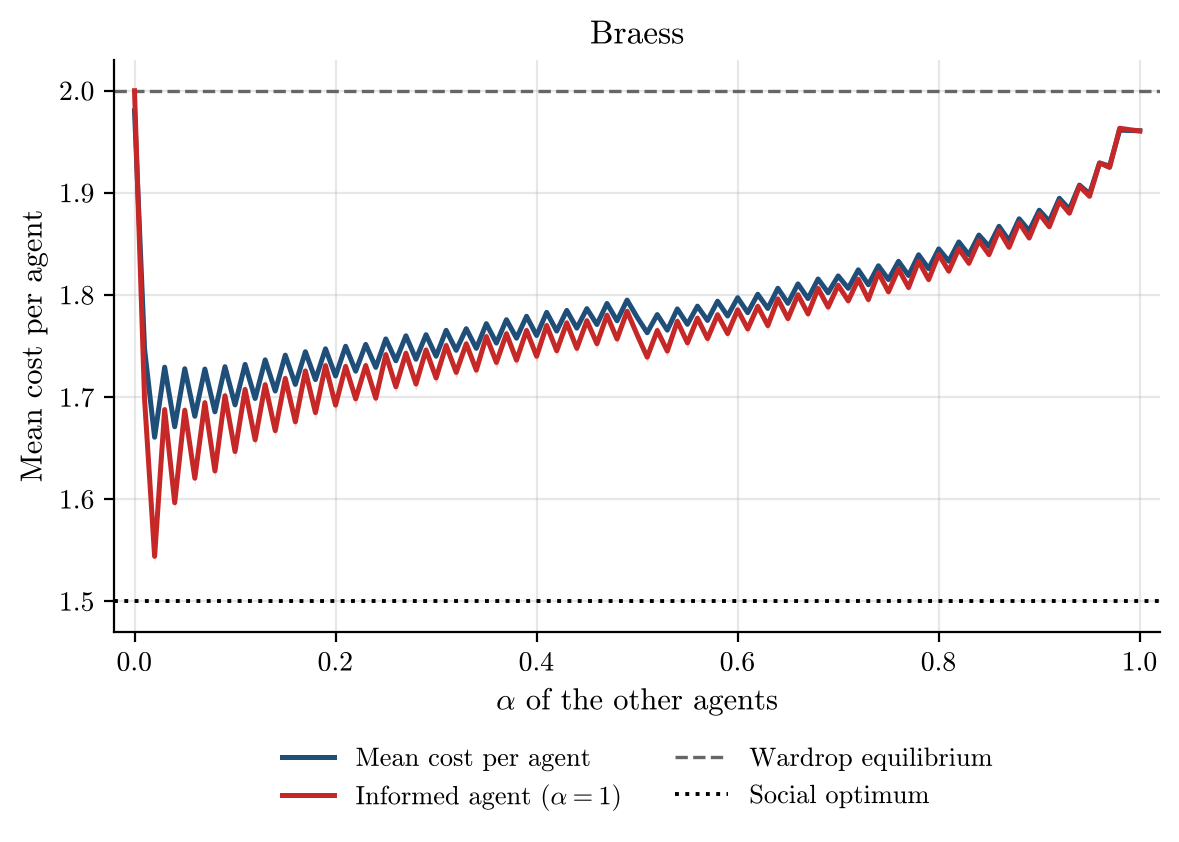 Braess
Mean cost per agent
2.0
1.9
1.8
1.7
1.6
1.5
0.0 0.2 0.4 0.6 0.8 1.0
α of the other agents
Mean cost per agent
Informed agent (α = 1)
Wardrop equilibrium
Social optimum